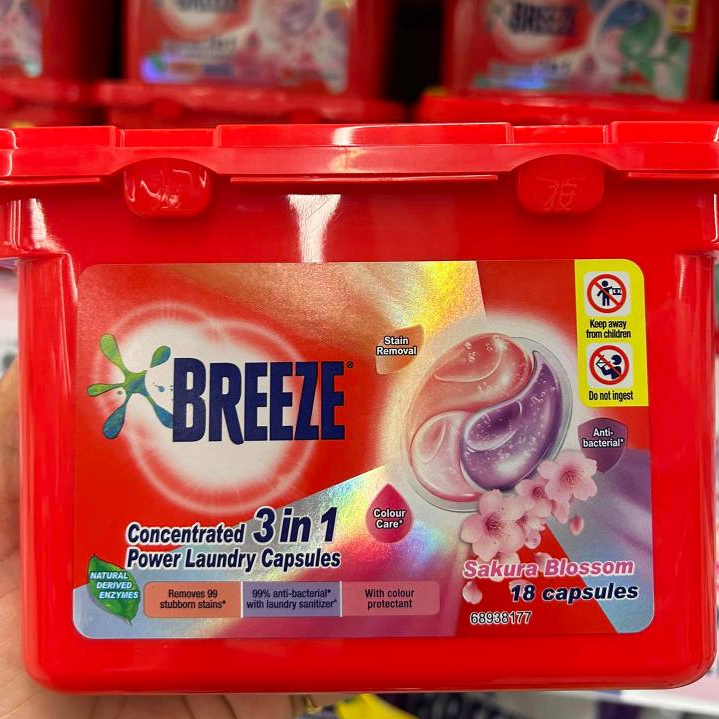 BREEZE
BREEZE
BREEZE®
Stain
Removal
Keep away
from children
Do not ingest
Anti-
bacterial*
Colour
Care*
Concentrated 3 in 1
Power Laundry Capsules
NATURAL
DERIVED
ENZYMES
Removes 99
stubborn stains*
99% anti-bacterial*
with laundry sanitizer^
With colour
protectant
Sakura Blossom
18 capsules
68938177